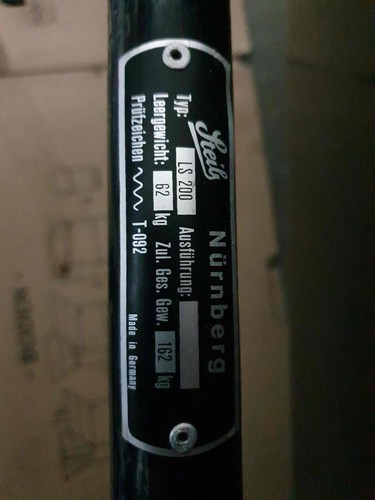 Steib Nürnberg
Typ: LS 200 Ausführung:
Leergewicht: 62 kg Zul. Ges. Gew. 162 kg
Prüfzeichen T-092
Made in Germany